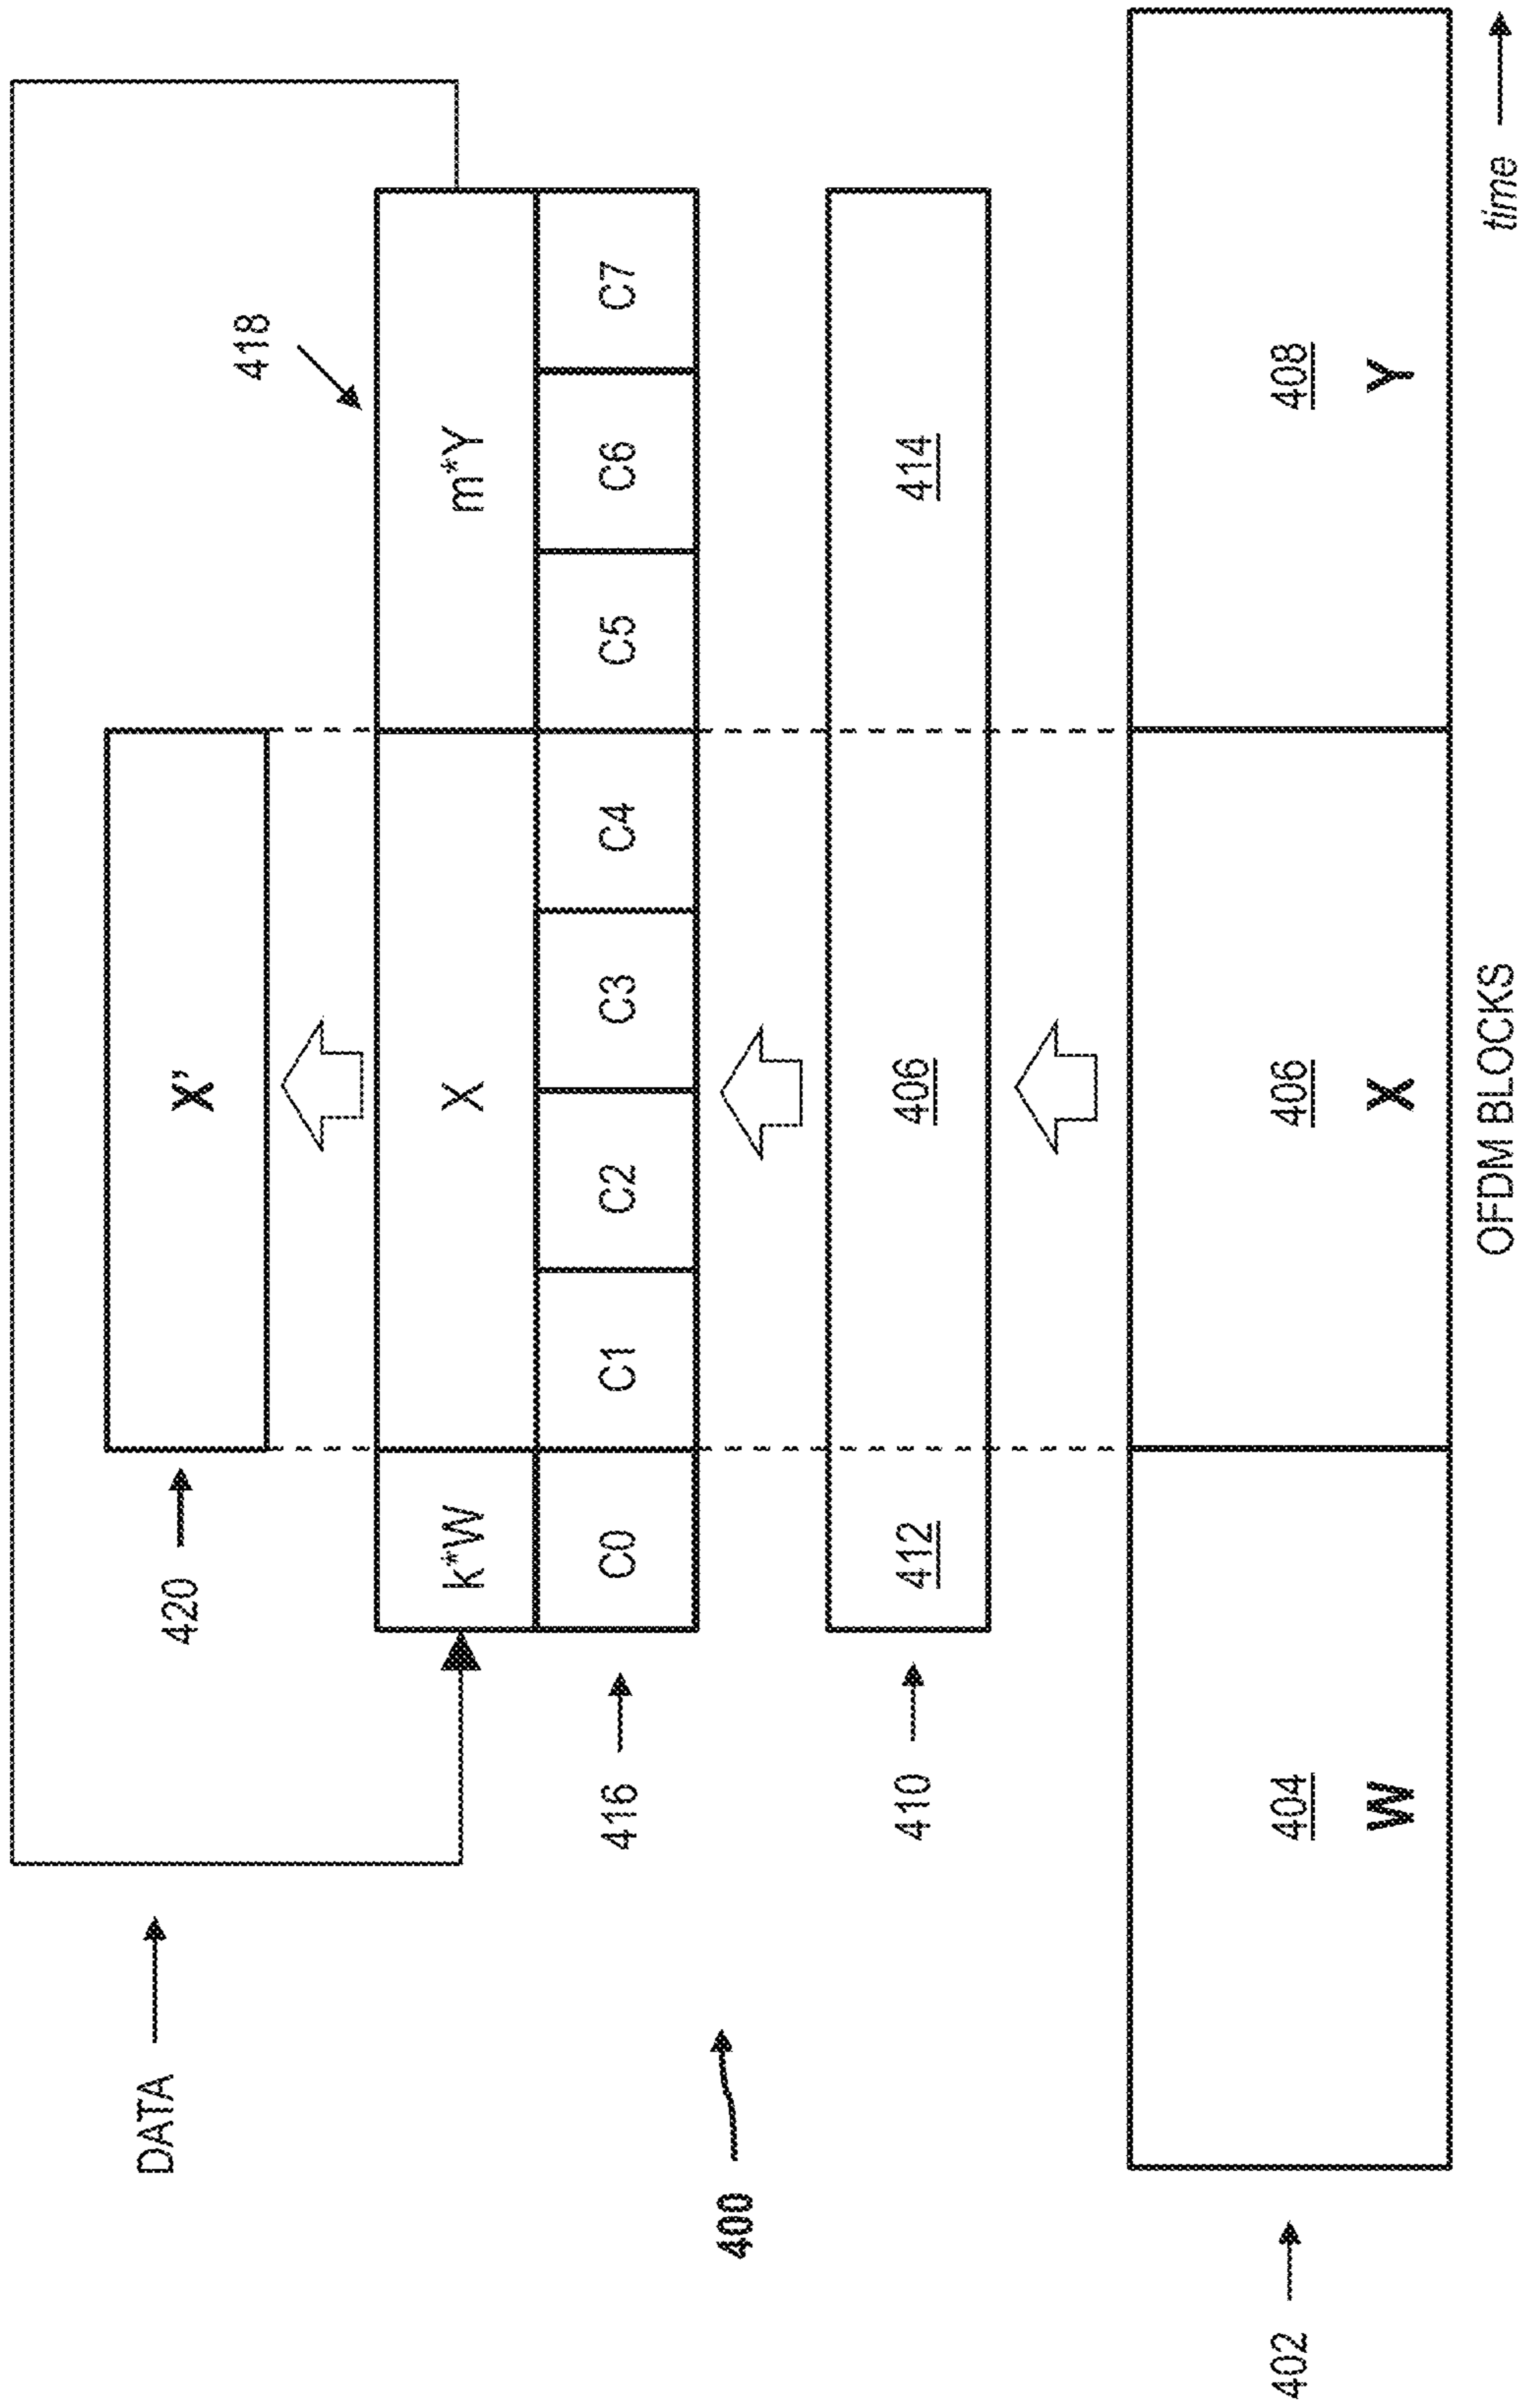 DATA
420 X'
418
k*W X m*Y
416 C0 C1 C2 C3 C4 C5 C6 C7
400
410 412 406 414
402 404 406 408
W X Y
OFDM BLOCKS time